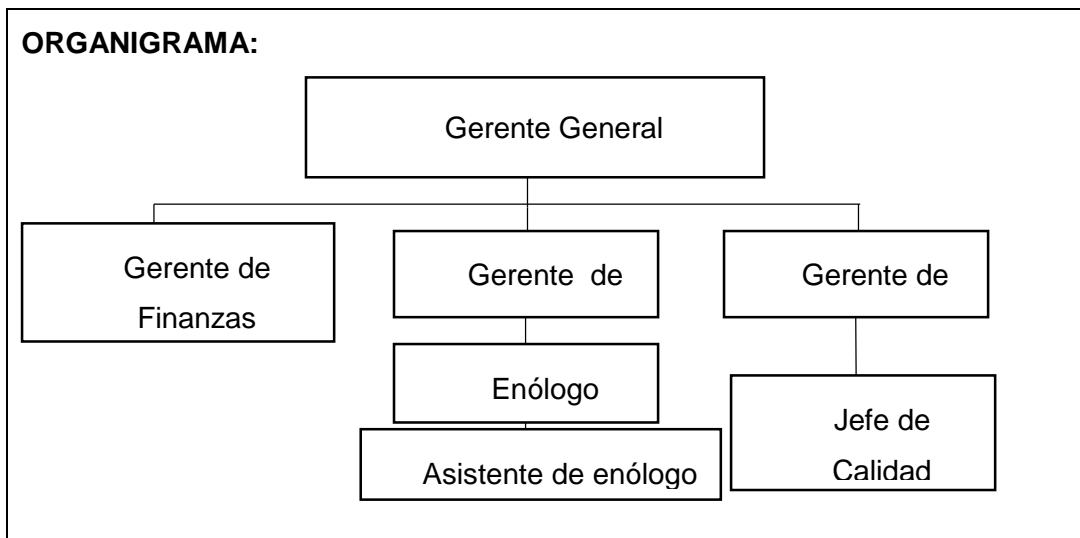 ORGANIGRAMA:
Gerente General
Gerente de
Finanzas
Gerente de
Gerente de
Enólogo
Jefe de
Calidad
Asistente de enólogo